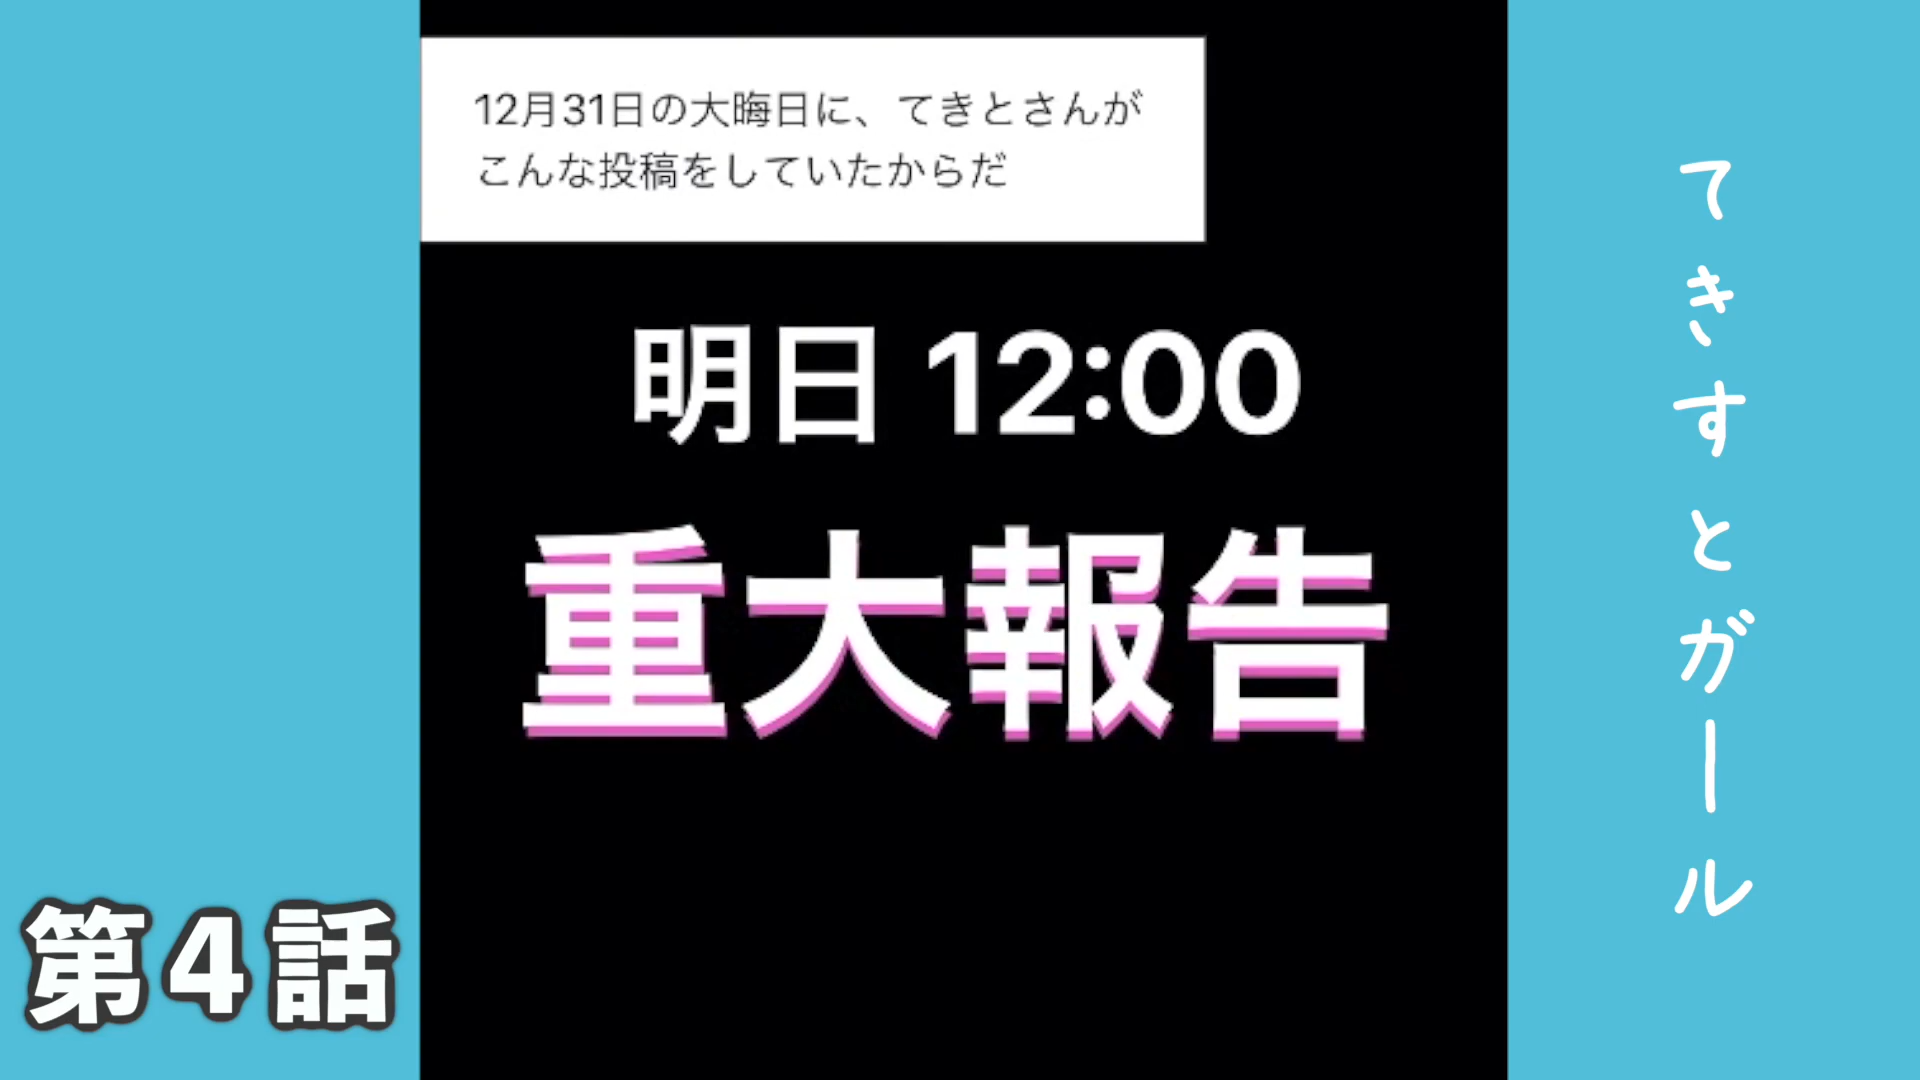 12月31日の大晦日に、てきとさんが
こんな投稿をしていたからだ
明日 12:00
重大報告
てきすとガール
第4話